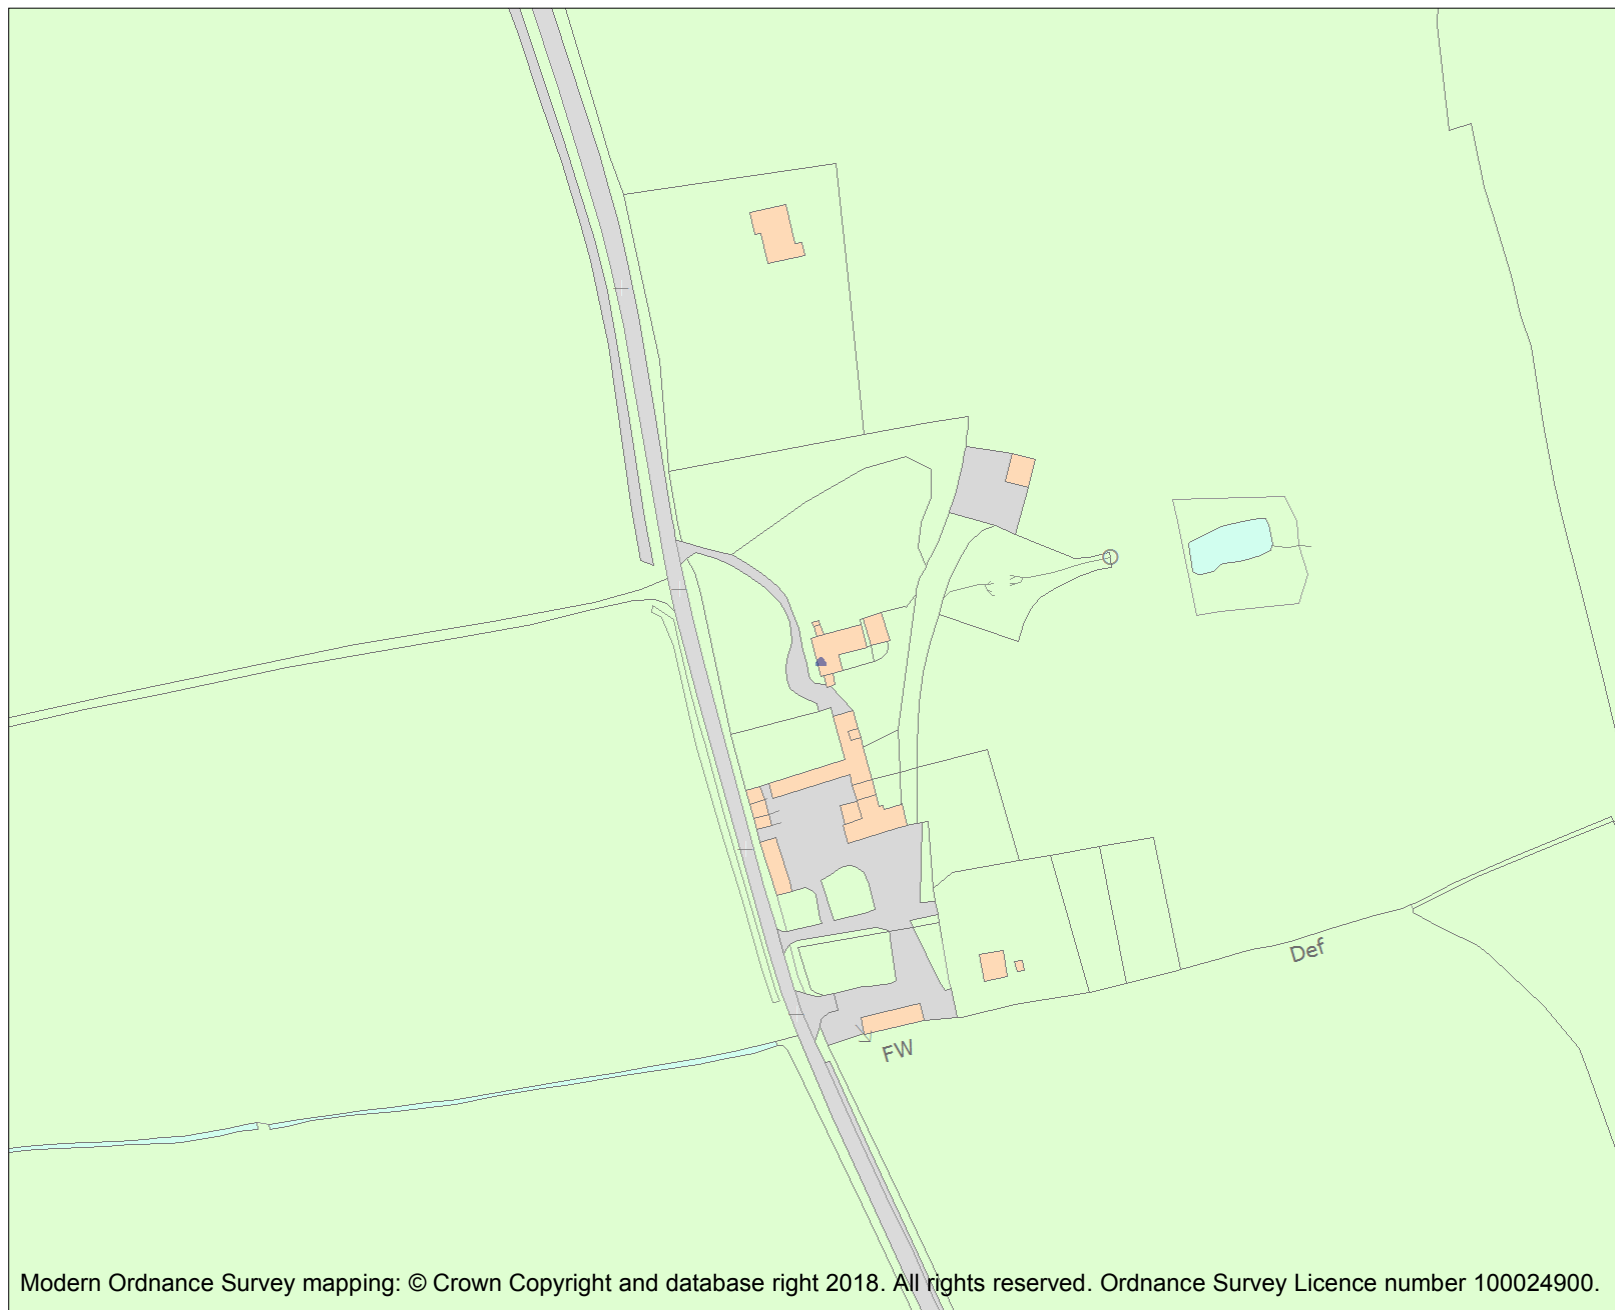 Def
FW
Modern Ordnance Survey mapping: © Crown Copyright and database right 2018. All rights reserved. Ordnance Survey Licence number 100024900.